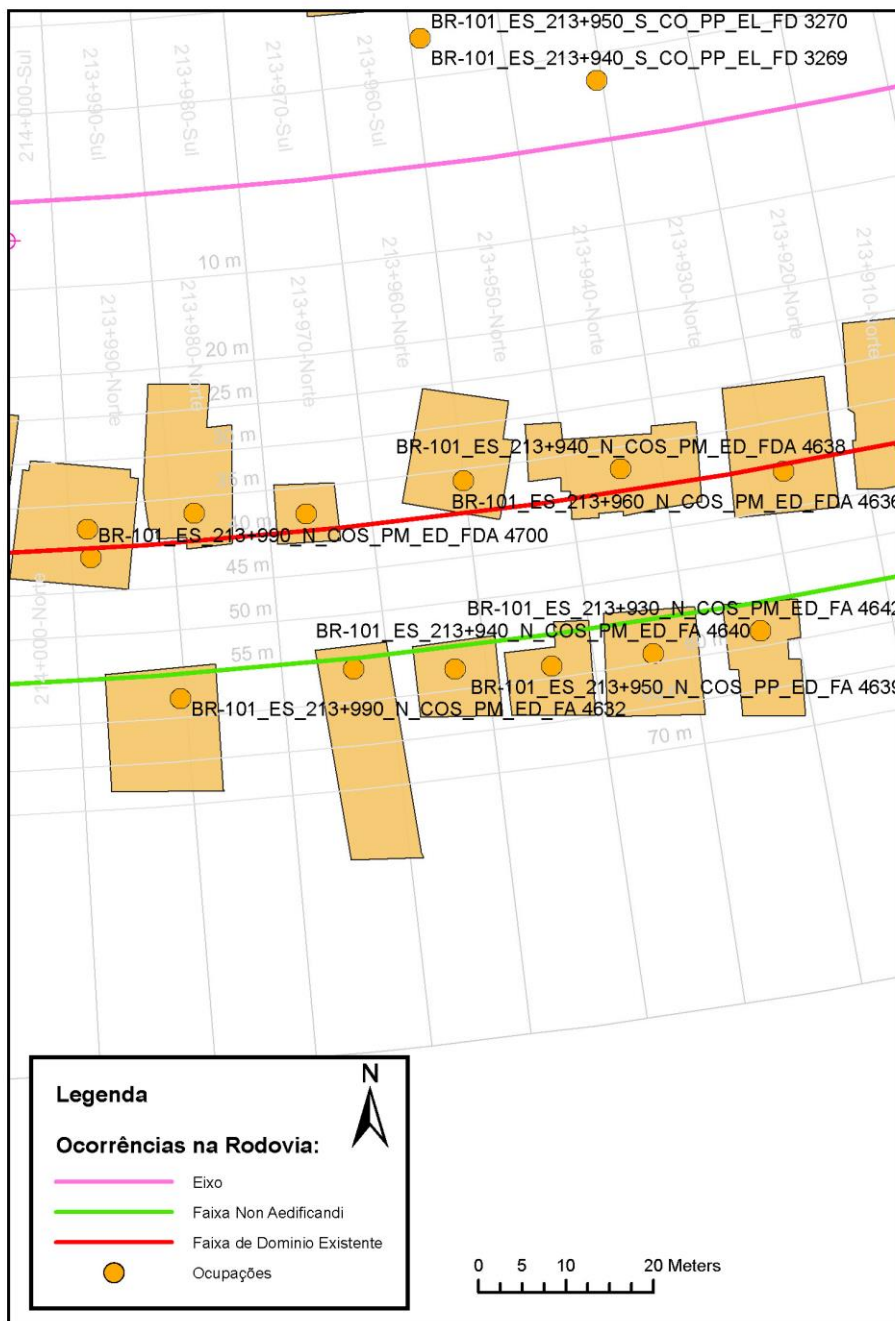 BR-101_ES_213+950_S_CO_PP_EL_FD 3270
BR-101_ES_213+940_S_CO_PP_EL_FD 3269
214+000-Sul
213+990-Sul
213+980-Sul
213+970-Sul
213+960-Sul
10 m
213+990-Norte
213+980-Norte
213+970-Norte
213+960-Norte
213+950-Norte
213+940-Norte
213+930-Norte
213+920-Norte
213+910-Norte
20 m
25 m
30 m
35 m
40 m
45 m
50 m
55 m
BR-101_ES_213+940_N_COS_PM_ED_FDA 4638
BR-101_ES_213+960_N_COS_PM_ED_FDA 4636
BR-101_ES_213+990_N_COS_PM_ED_FDA 4700
214+000-Norte
BR-101_ES_213+930_N_COS_PM_ED_FA 4642
BR-101_ES_213+940_N_COS_PM_ED_FA 4640
BR-101_ES_213+950_N_COS_PP_ED_FA 4639
BR-101_ES_213+990_N_COS_PM_ED_FA 4632
70 m
Legenda
N
Ocorrências na Rodovia:
Eixo
Faixa Non Aedificandi
Faixa de Dominio Existente
Ocupações
0 5 10 20 Meters